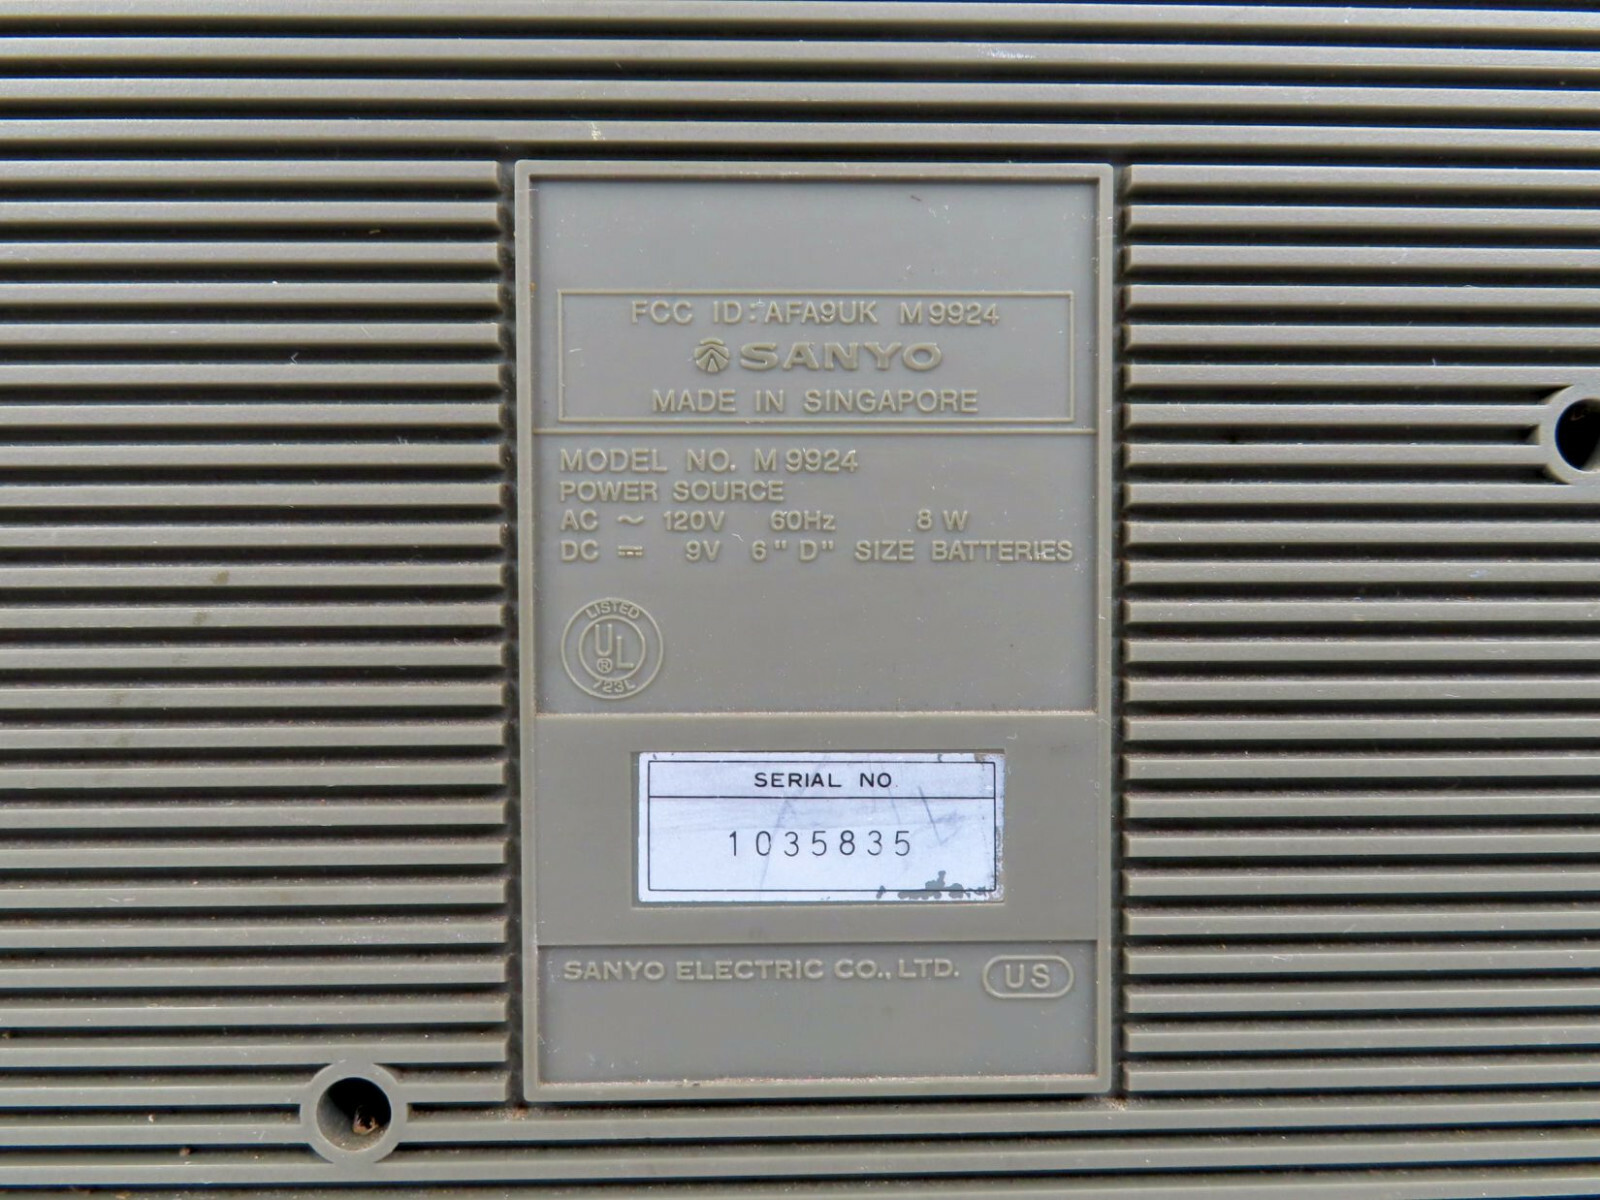 FCC ID: AFA9UK M9924
SANYO
MADE IN SINGAPORE
MODEL NO. M9924
POWER SOURCE
AC ~ 120V 60Hz 8 W
DC ⎓ 9V 6 "D" SIZE BATTERIES
LISTED
UL
®
723L
SERIAL NO.
1035835
SANYO ELECTRIC CO., LTD. US